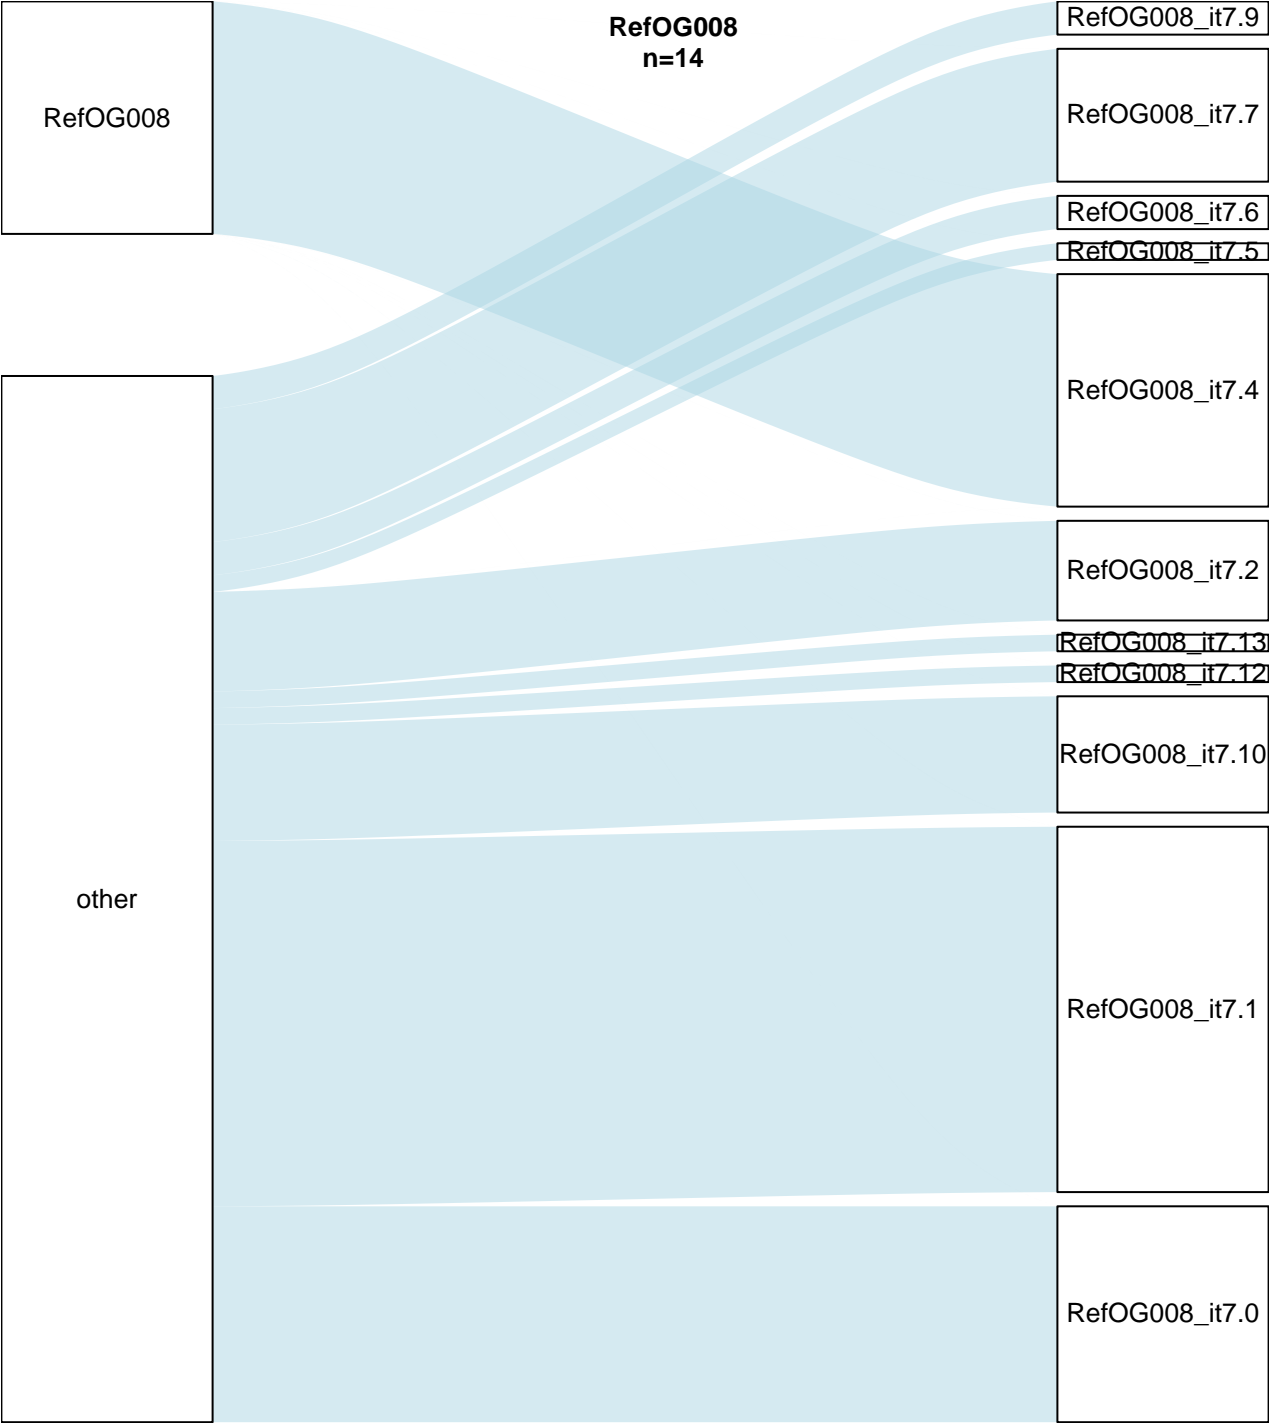 RefOG008
n=14
RefOG008
other
RefOG008_it7.9
RefOG008_it7.7
RefOG008_it7.6
RefOG008_it7.5
RefOG008_it7.4
RefOG008_it7.2
RefOG008_it7.13
RefOG008_it7.12
RefOG008_it7.10
RefOG008_it7.1
RefOG008_it7.0